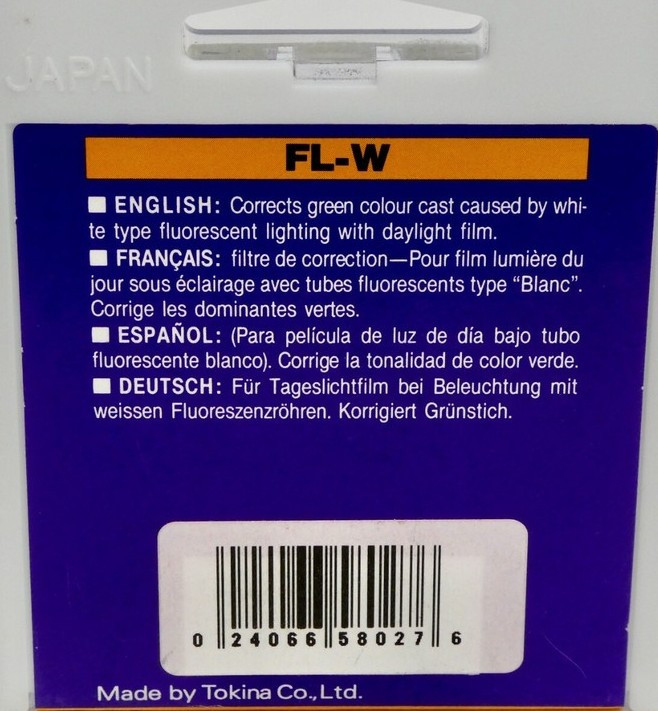 JAPAN
FL-W
■ ENGLISH: Corrects green colour cast caused by whi-
te type fluorescent lighting with daylight film.
■ FRANÇAIS: filtre de correction—Pour film lumière du
jour sous éclairage avec tubes fluorescents type “Blanc”.
Corrige les dominantes vertes.
■ ESPAÑOL: (Para película de luz de día bajo tubo
fluorescente blanco). Corrige la tonalidad de color verde.
■ DEUTSCH: Für Tageslichtfilm bei Beleuchtung mit
weissen Fluoreszenzröhren. Korrigiert Grünstich.
0 24066 58027 6
Made by Tokina Co., Ltd.